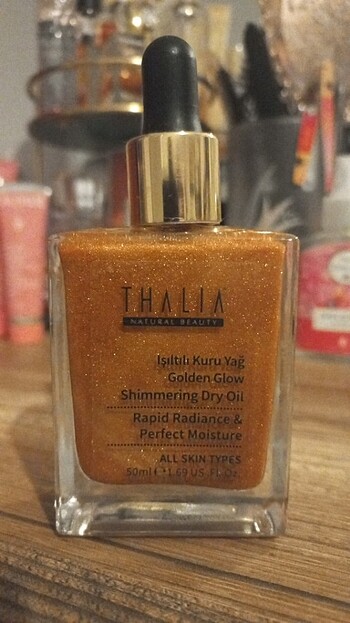 THALIA
NATURAL BEAUTY
Işıltılı Kuru Yağ
Golden Glow
Shimmering Dry Oil
Rapid Radiance &
Perfect Moisture
ALL SKIN TYPES
50ml ℮ *1.69 US. Fl. Oz.